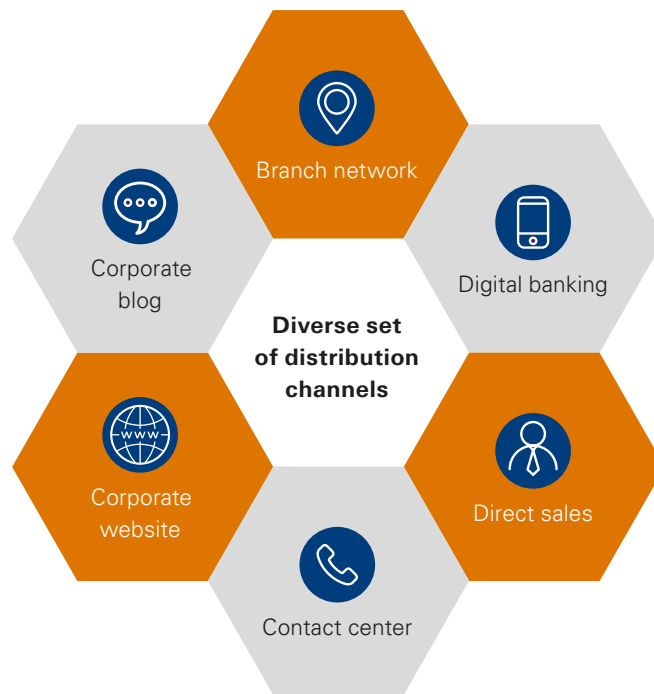 Branch network
Corporate
blog
Digital banking
Diverse set
of distribution
channels
www
Corporate
website
Direct sales
Contact center